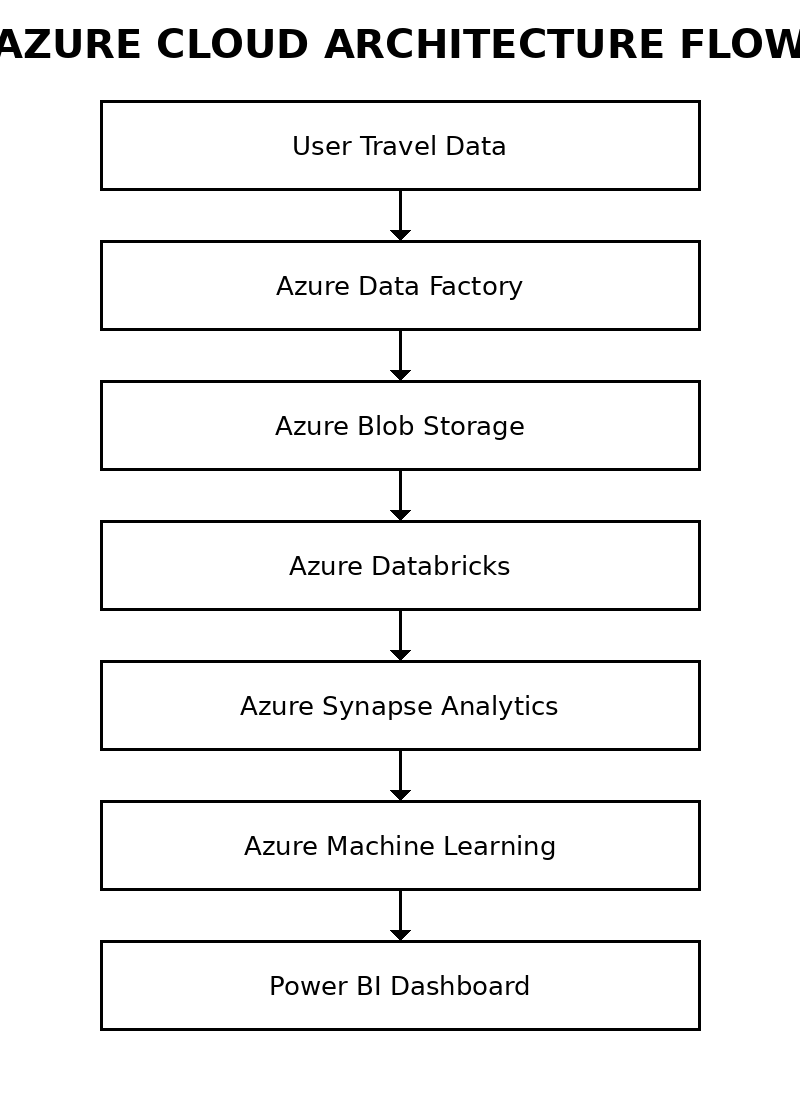 AZURE CLOUD ARCHITECTURE FLOW
User Travel Data
Azure Data Factory
Azure Blob Storage
Azure Databricks
Azure Synapse Analytics
Azure Machine Learning
Power BI Dashboard